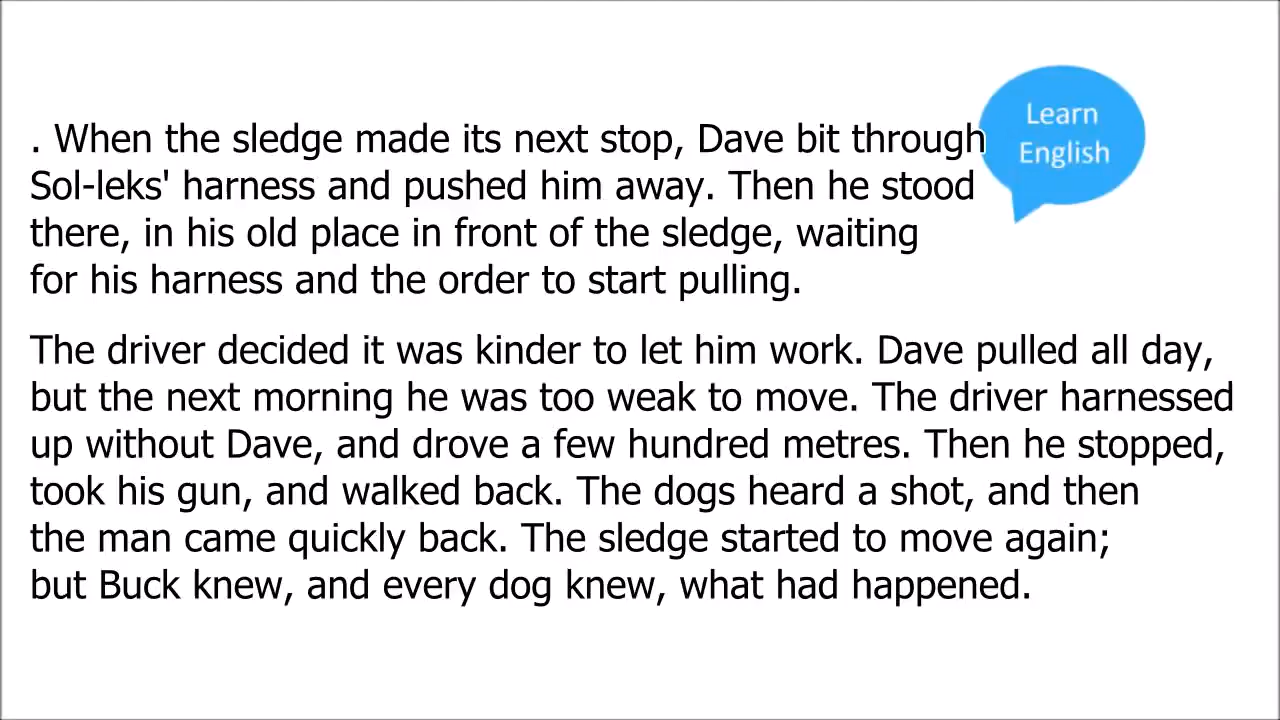 . When the sledge made its next stop, Dave bit through
Sol-leks' harness and pushed him away. Then he stood
there, in his old place in front of the sledge, waiting
for his harness and the order to start pulling.
Learn
English
The driver decided it was kinder to let him work. Dave pulled all day,
but the next morning he was too weak to move. The driver harnessed
up without Dave, and drove a few hundred metres. Then he stopped,
took his gun, and walked back. The dogs heard a shot, and then
the man came quickly back. The sledge started to move again;
but Buck knew, and every dog knew, what had happened.